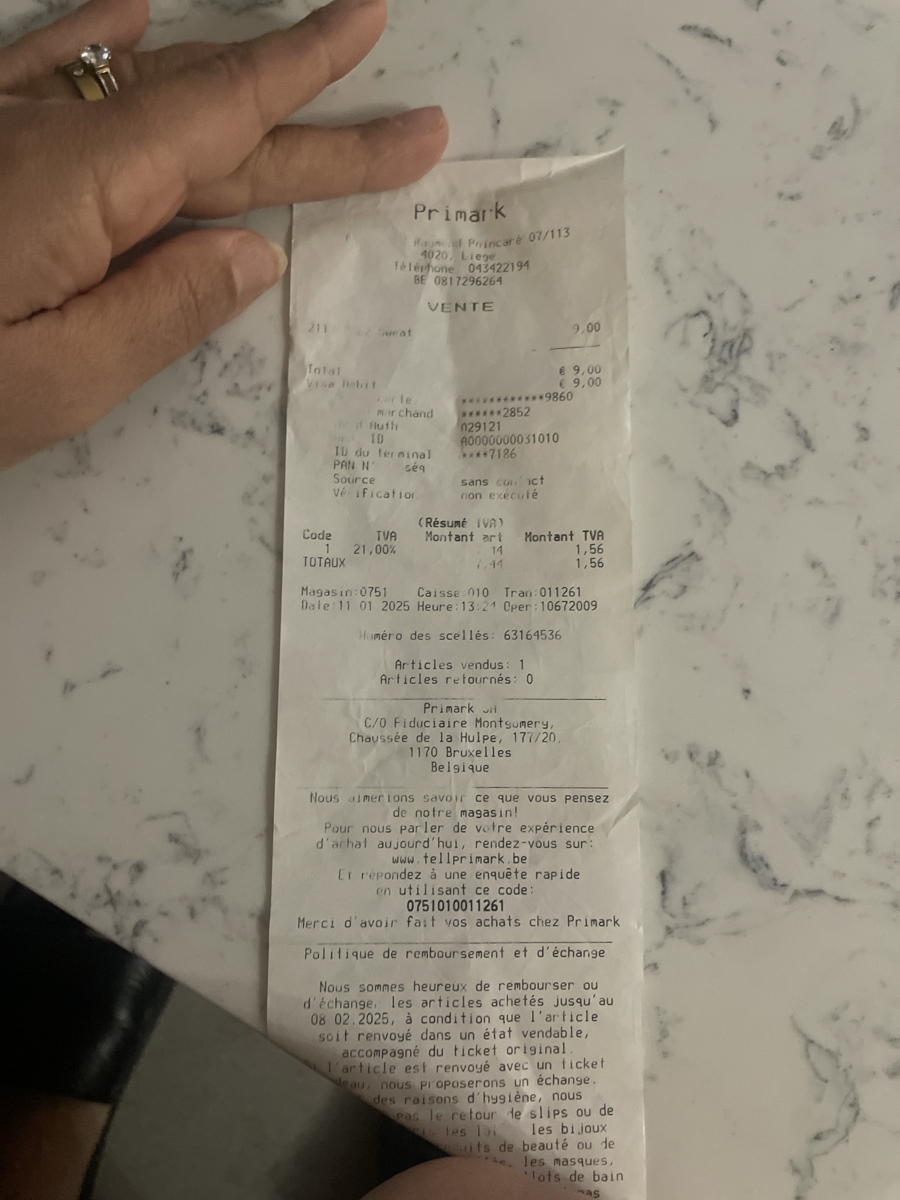 Primark
Poincaré 07/113
4020, Liege
Téléphone 043422194
BE 0817296264
VENTE
211 Sweat 9,00
Total € 9,00
Visa Debit € 9,00
************9860
marchand ******2852
Auth 029121
ID A0000000031010
ID du terminal ****7186
PAN N° séq
Source sans contact
Vérification non exécuté
(Résumé TVA)
Code TVA Montant art Montant TVA
1 21,00% 1,56
TOTAUX 1,56
Magasin:0751 Caisse:010 Tran:011261
Date:11 01 2025 Heure:13: Oper:10672009
Numéro des scellés: 63164536
Articles vendus: 1
Articles retournés: 0
Primark
C/O Fiduciaire Montgomery,
Chaussée de la Hulpe, 177/20,
1170 Bruxelles
Belgique
Nous aimerions savoir ce que vous pensez
de notre magasin!
Pour nous parler de votre expérience
d'achat aujourd'hui, rendez-vous sur:
www.tellprimark.be
Et répondez à une enquête rapide
en utilisant ce code:
0751010011261
Merci d'avoir fait vos achats chez Primark
Politique de remboursement et d'échange
Nous sommes heureux de rembourser ou
d'échange, les articles achetés jusqu'au
08 02.2025, à condition que l'article
soit renvoyé dans un état vendable,
accompagné du ticket original.
l'article est renvoyé avec un ticket
nous proposerons un échange.
des raisons d'hygiène, nous
pas le retour de slips ou de
les bijoux
de beauté ou de
les masques,
de bain
pas